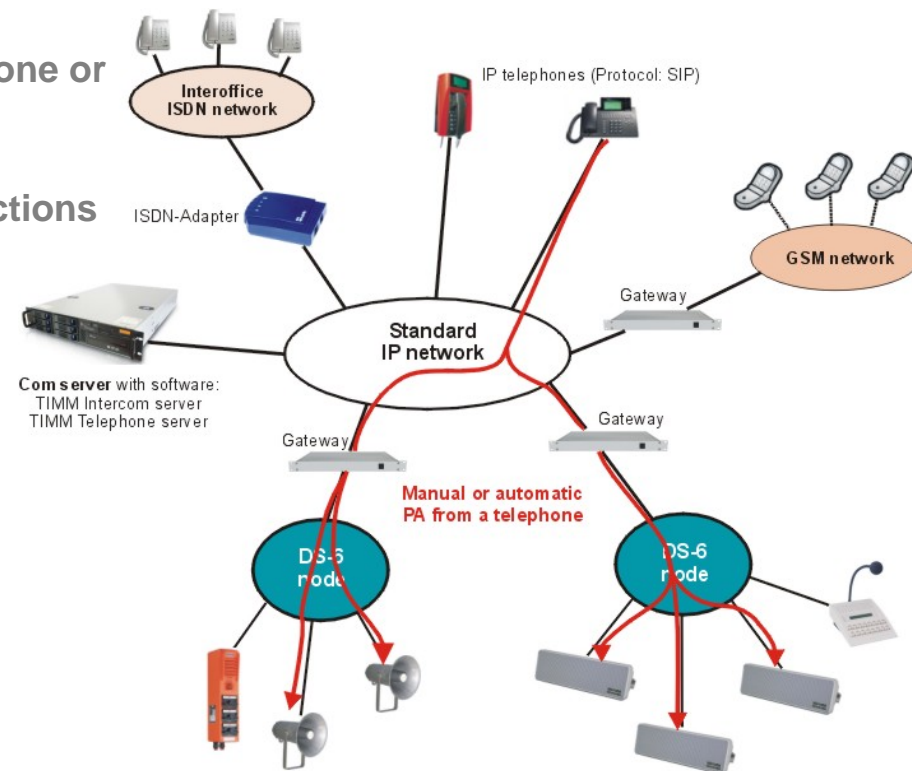 one or
ctions
Interoffice
ISDN network
IP telephones (Protocol: SIP)
ISDN-Adapter
GSM network
Gateway
Standard
IP network
Com server with software:
TIMM Intercom server
TIMM Telephone server
Gateway
Gateway
Manual or automatic
PA from a telephone
DS-6
node
DS-6
node